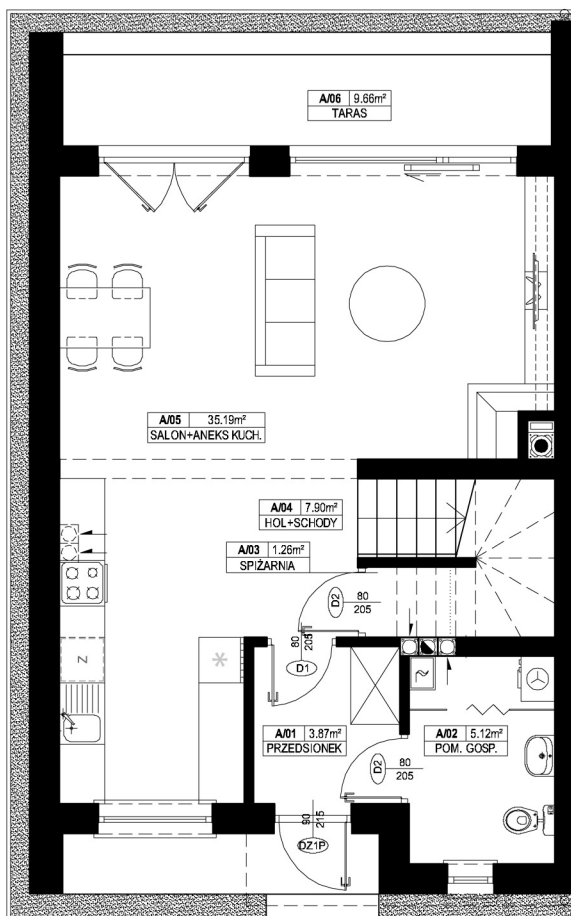 A/06 9.66m²
TARAS
A/05 35.19m²
SALON+ANEKS KUCH.
A/04 7.90m²
HOL+SCHODY
A/03 1.26m²
SPIŻARNIA
D2 80
205
80
205
D1
Z
A/01 3.87m²
PRZEDSIONEK
A/02 5.12m²
POM. GOSP.
D2 80
205
90
215
DZ1P